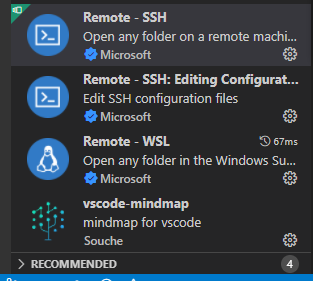 Remote - SSH
Open any folder on a remote machi...
Microsoft
Remote - SSH: Editing Configurat...
Edit SSH configuration files
Microsoft
Remote - WSL 67ms
Open any folder in the Windows Su...
Microsoft
vscode-mindmap
mindmap for vscode
Souche
RECOMMENDED 4